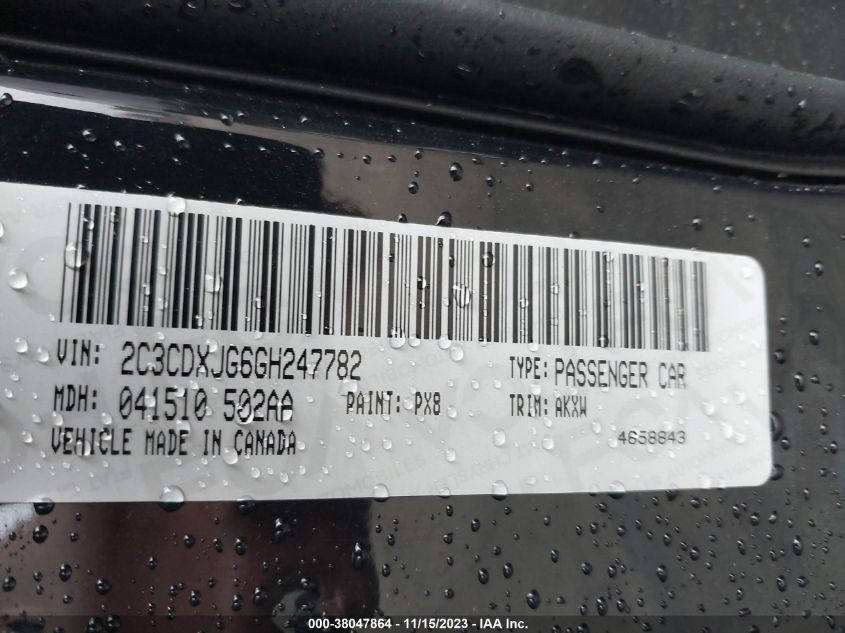 VIN: 2C3CDXJG6GH247782 TYPE: PASSENGER CAR
MDH: 041510 502AA PAINT: PX8 TRIM: AKXW
VEHICLE MADE IN CANADA 4658843
000-38047864 - 11/15/2023 - IAA Inc.